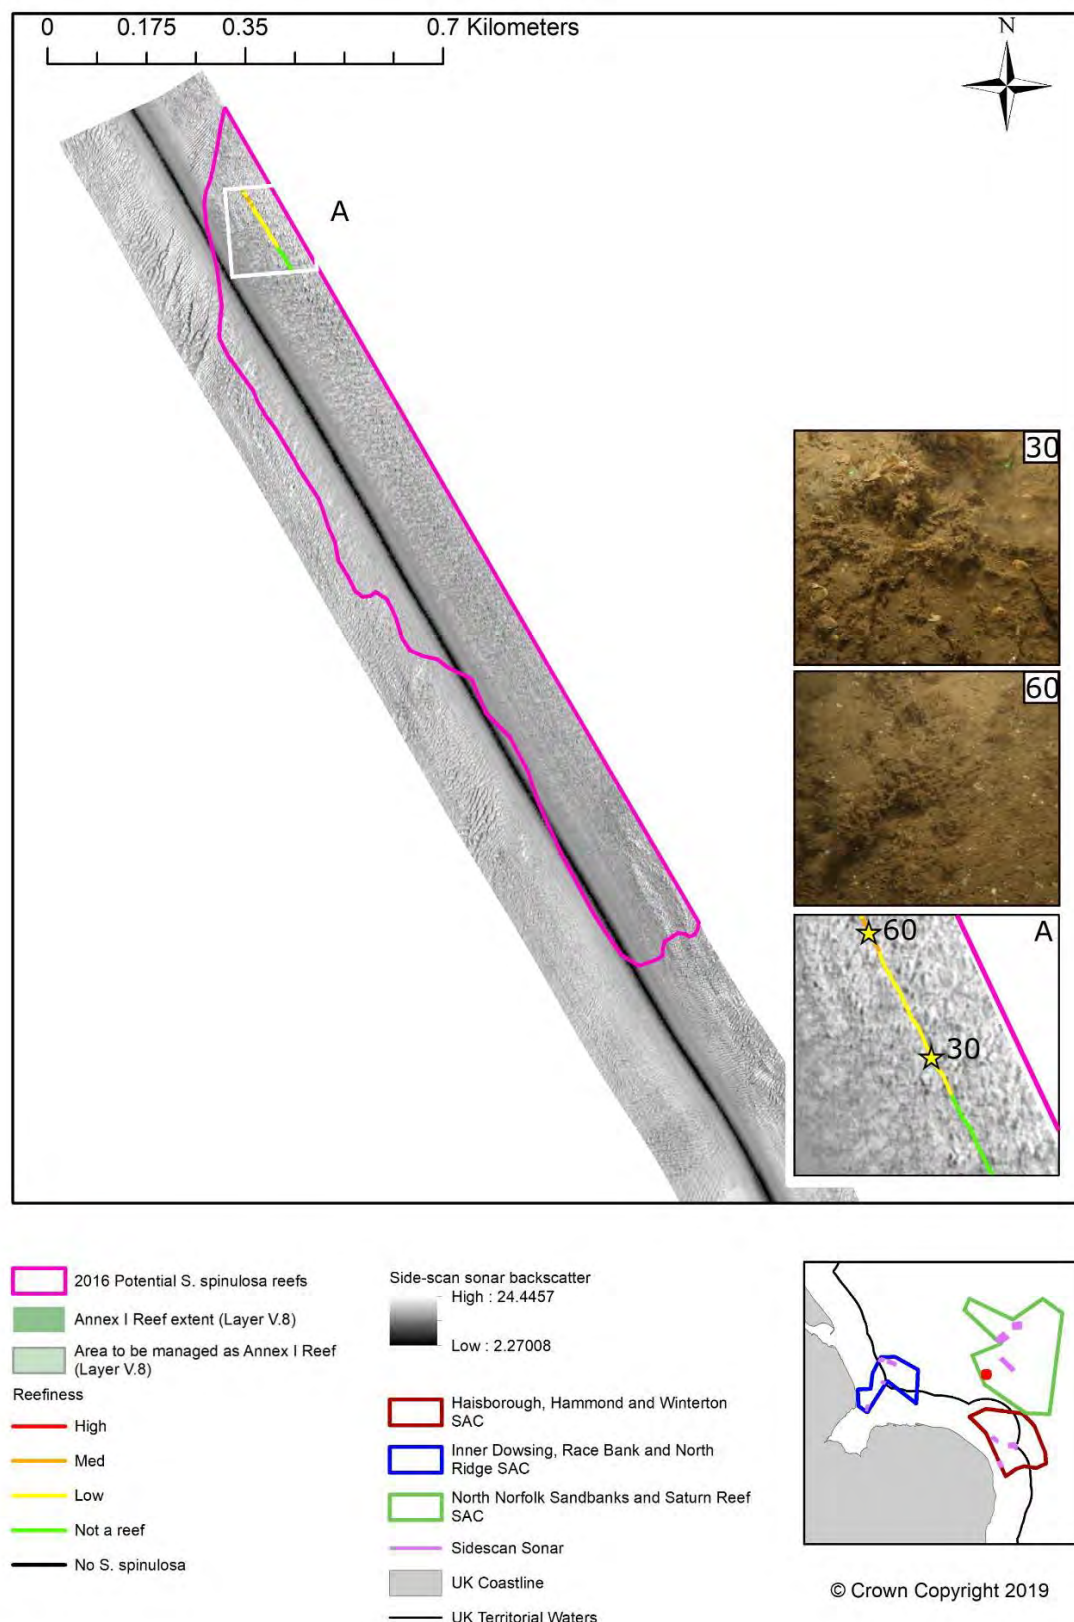 0 0.175 0.35 0.7 Kilometers
N
A
30
60
A
60
30
2016 Potential S. spinulosa reefs
Annex I Reef extent (Layer V.8)
Area to be managed as Annex I Reef
(Layer V.8)
Reefiness
High
Med
Low
Not a reef
No S. spinulosa
Side-scan sonar backscatter
High : 24.4457
Low : 2.27008
Haisborough, Hammond and Winterton
SAC
Inner Dowsing, Race Bank and North
Ridge SAC
North Norfolk Sandbanks and Saturn Reef
SAC
Sidescan Sonar
UK Coastline
UK Territorial Waters
© Crown Copyright 2019